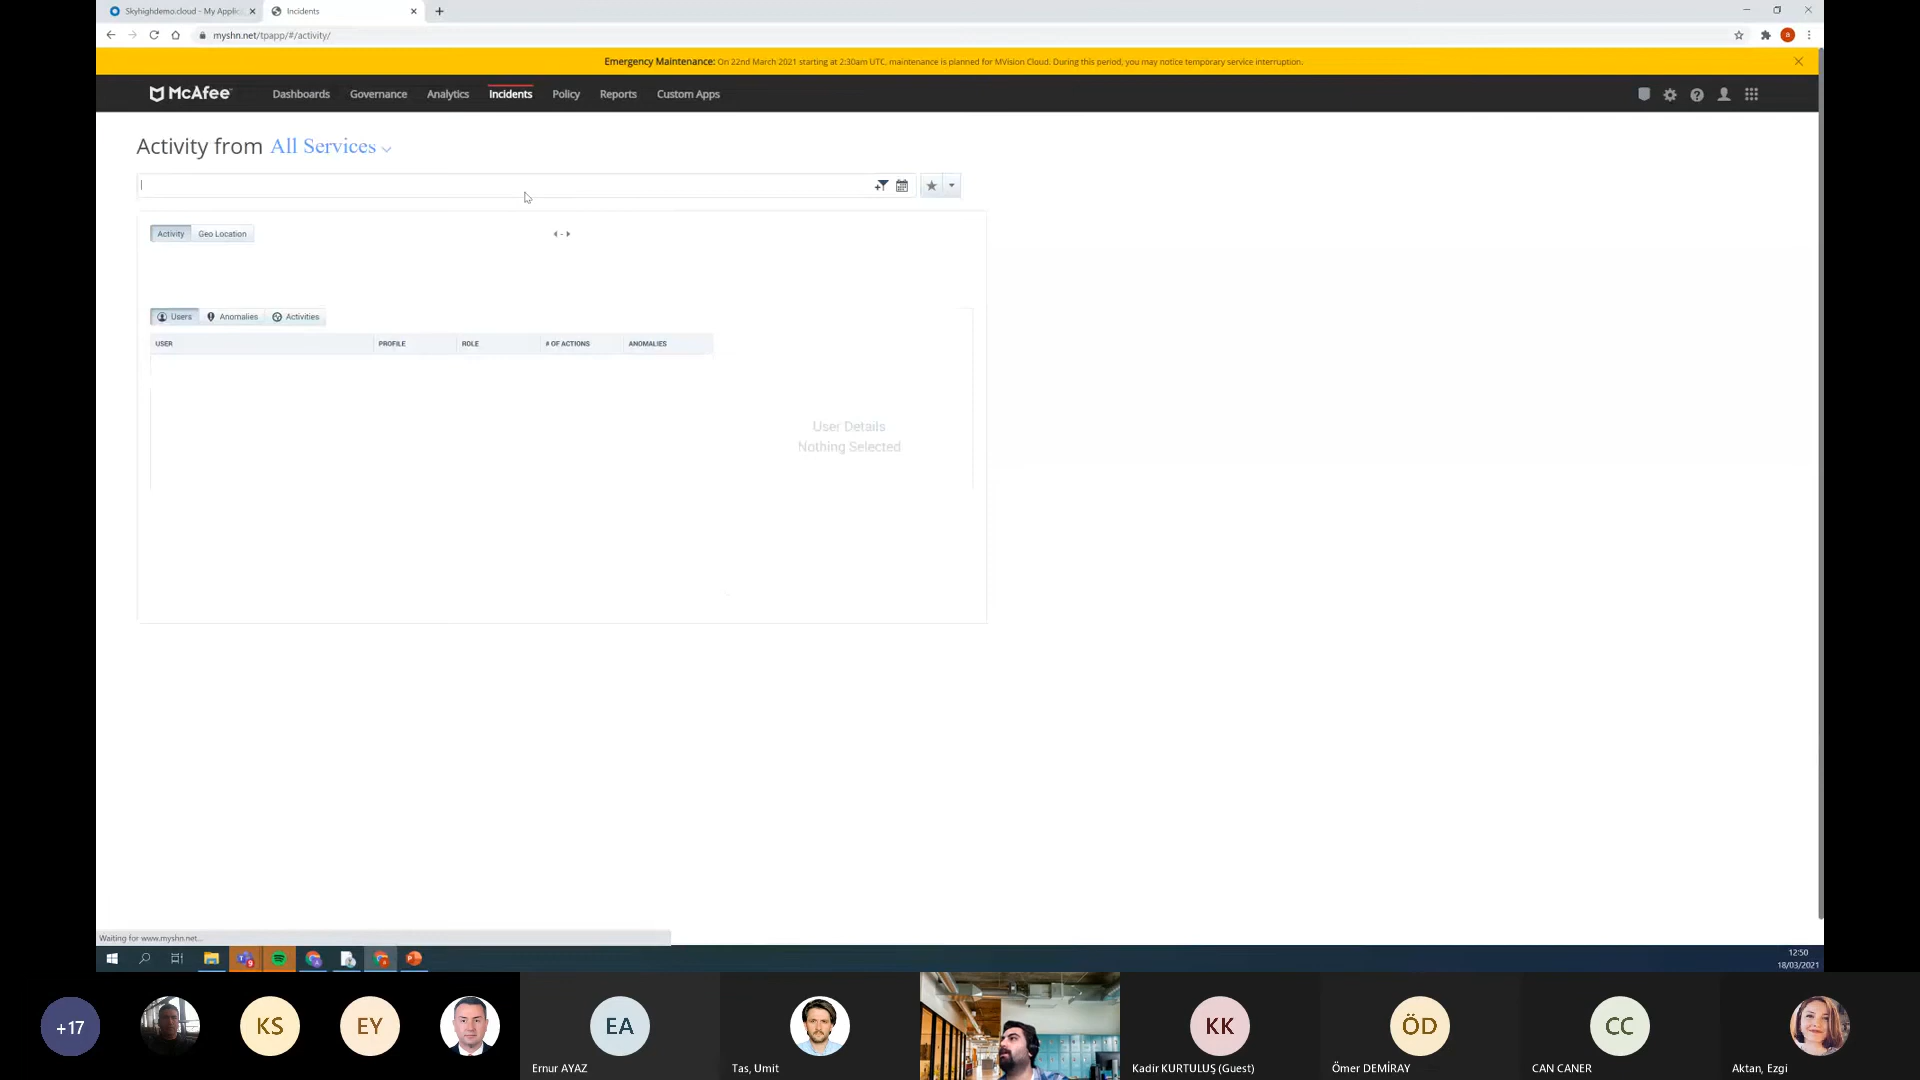 Skyhighdemo.cloud - My Applic
Incidents
myshn.net/tpapp/#/activity/
Emergency Maintenance: On 22nd March 2021 starting at 2:30am UTC, maintenance is planned for MVision Cloud. During this period, you may notice temporary service interruption.
McAfee Dashboards Governance Analytics Incidents Policy Reports Custom Apps
Activity from All Services
Activity Geo Location
Users Anomalies Activities
USER PROFILE ROLE # OF ACTIONS ANOMALIES
User Details
Nothing Selected
Waiting for www.myshn.net...
12:50
18/03/2021
+17
KS
EY
EA
KK
ÖD
CC
Ernur AYAZ
Tas, Umit
Kadir KURTULUŞ (Guest)
Ömer DEMİRAY
CAN CANER
Aktan, Ezgi